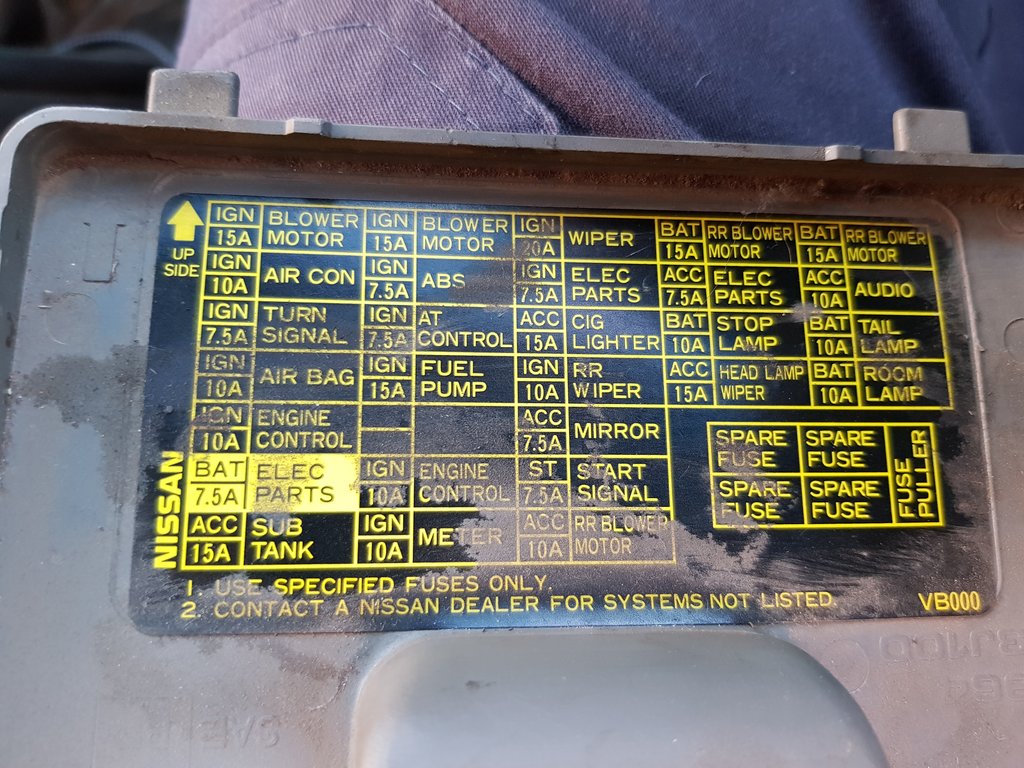 UP SIDE
IGN 15A BLOWER MOTOR IGN 15A BLOWER MOTOR IGN 20A WIPER BAT 15A RR BLOWER MOTOR BAT 15A RR BLOWER MOTOR
IGN 10A AIR CON IGN 7.5A ABS IGN 7.5A ELEC PARTS ACC 7.5A ELEC PARTS ACC 10A AUDIO
IGN 7.5A TURN SIGNAL IGN 7.5A AT CONTROL ACC 15A CIG LIGHTER BAT 10A STOP LAMP BAT 10A TAIL LAMP
IGN 10A AIR BAG IGN 15A FUEL PUMP IGN 10A RR WIPER ACC 15A HEAD LAMP WIPER BAT 10A ROOM LAMP
IGN 10A ENGINE CONTROL ACC 7.5A MIRROR SPARE FUSE SPARE FUSE FUSE PULLER
BAT 7.5A ELEC PARTS IGN 10A ENGINE CONTROL ST 7.5A START SIGNAL SPARE FUSE SPARE FUSE
ACC 15A SUB TANK IGN 10A METER ACC 10A RR BLOWER MOTOR
NISSAN
1. USE SPECIFIED FUSES ONLY.
2. CONTACT A NISSAN DEALER FOR SYSTEMS NOT LISTED.
VB000